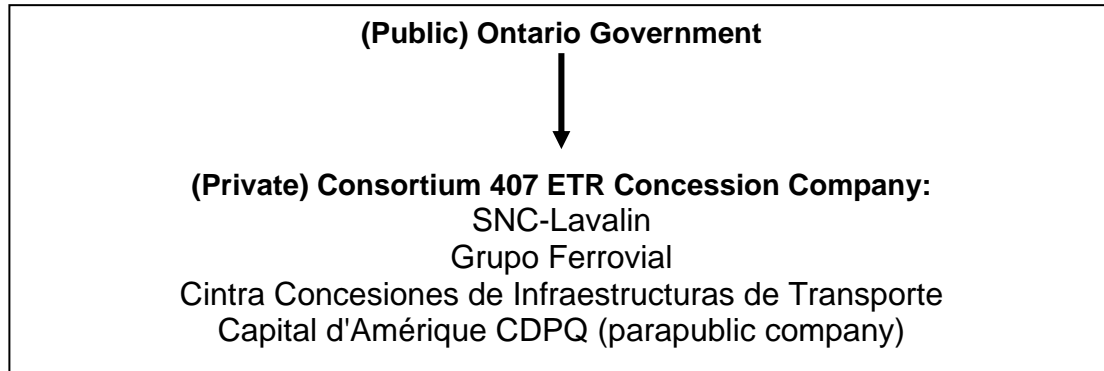 (Public) Ontario Government
(Private) Consortium 407 ETR Concession Company:
SNC-Lavalin
Grupo Ferrovial
Cintra Concesiones de Infraestructuras de Transporte
Capital d'Amérique CDPQ (parapublic company)